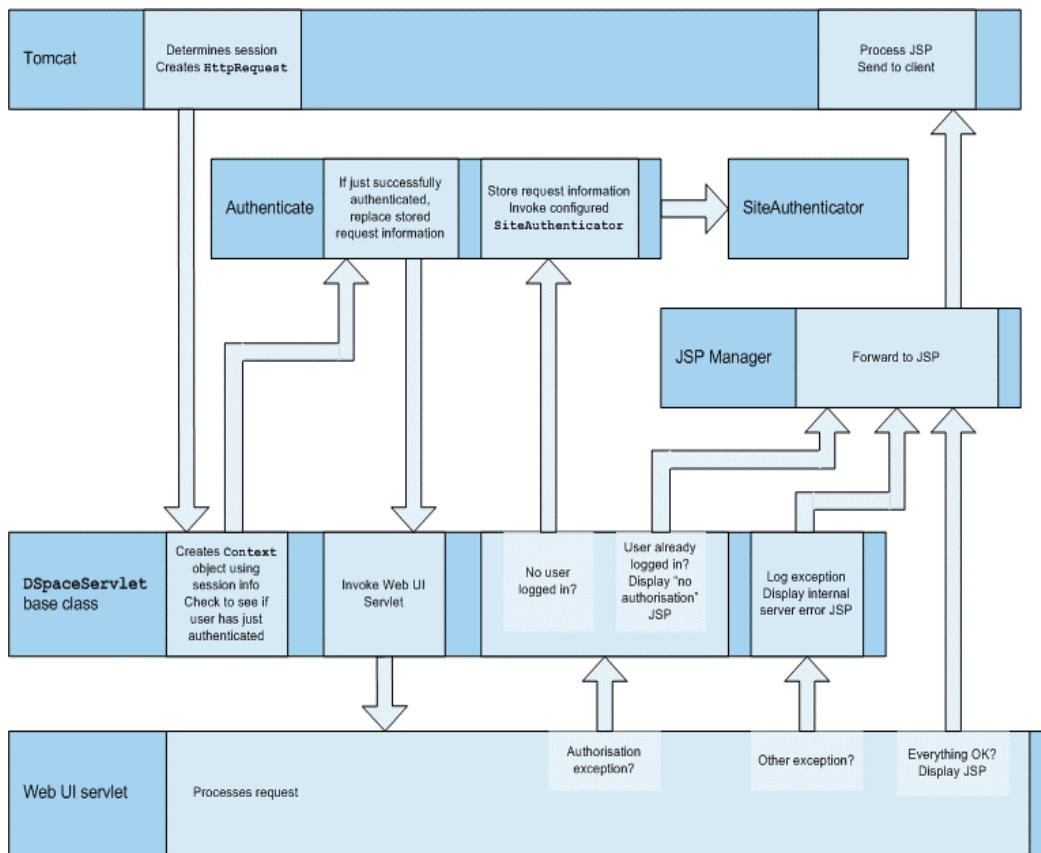 Tomcat
Determines session
Creates HttpRequest
Process JSP
Send to client
Authenticate
If just successfully
authenticated,
replace stored
request information
Store request information
Invoke configured
SiteAuthenticator
SiteAuthenticator
JSP Manager
Forward to JSP
DSpaceServlet
base class
Creates Context
object using
session info
Check to see if
user has just
authenticated
Invoke Web UI
Servlet
No user
logged in?
User already
logged in?
Display "no
authorisation"
JSP
Log exception
Display internal
server error JSP
Web UI servlet
Processes request
Authorisation
exception?
Other exception?
Everything OK?
Display JSP